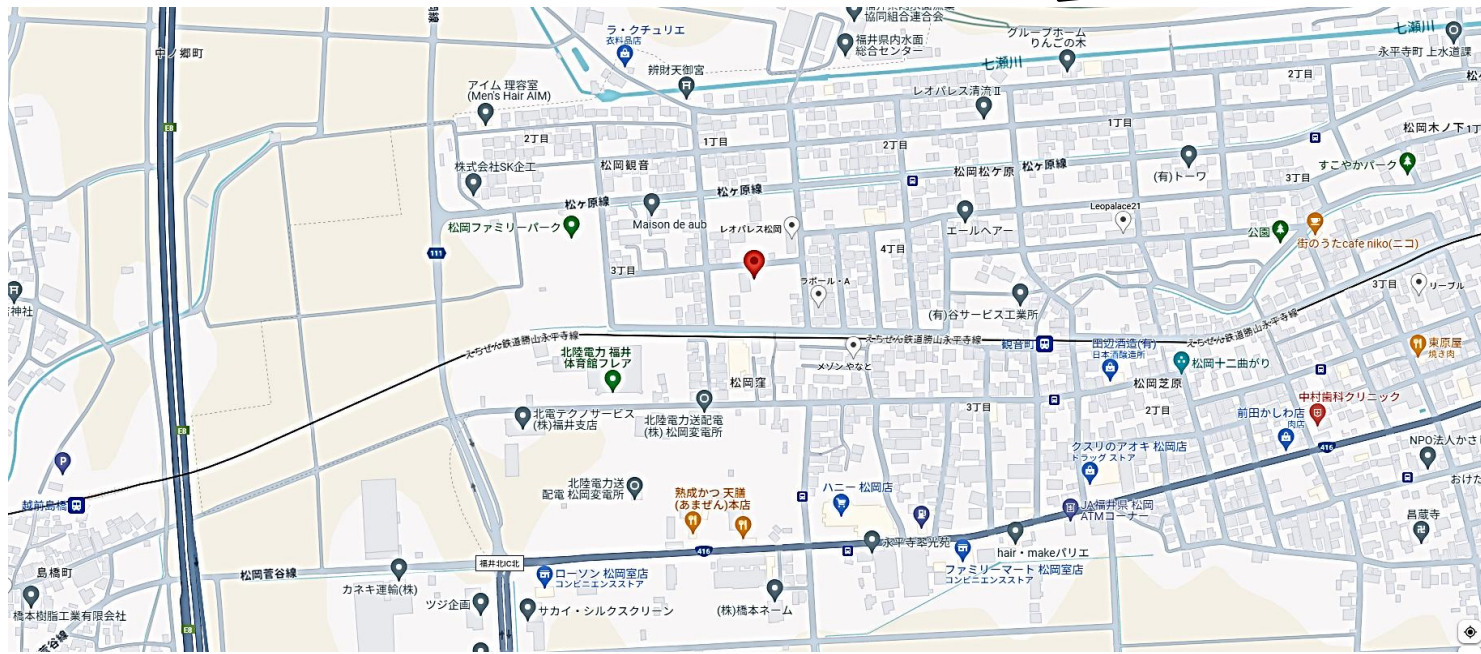 協同組合連合会
ラ・クチュリエ
衣料品店
グループホーム
りんごの木
七瀬川
福井県内水面
総合センター
永平寺町 上水道課
中ノ郷町
七瀬川
辨財天御宮
2丁目
アイム 理容室
(Men's Hair AIM)
レオパレス清流Ⅱ
E8
1丁目
松岡木ノ下
1丁目
2丁目
1丁目
2丁目
株式会社SK企工
松岡観音
松岡松ケ原
(有)トーワ
すこやかパーク
松ヶ原線
3丁目
松ヶ原線
Maison de aub
レオパレス松岡
エールヘアー
Leopalace21
松岡ファミリーパーク
公園
街のうたcafe niko(ニコ)
111
4丁目
3丁目
ラポール・A
3丁目
リーブル
神社
(有)谷サービス工業所
えちぜん鉄道勝山永平寺線
えちぜん鉄道勝山永平寺線
えちぜん鉄道勝山永平寺線
観音町
田辺酒造(有)
日本酒醸造所
東原屋
焼き肉
北陸電力 福井
体育館フレア
メゾン やなと
松岡十二曲がり
松岡窪
松岡芝原
北電テクノサービス
(株)福井支店
北陸電力送配電
(株) 松岡変電所
3丁目
2丁目
中村歯科クリニック
前田かしわ店
肉店
E8
416
クスリのアオキ 松岡店
ドラッグ ストア
NPO法人かさ
北陸電力送
配電 松岡変電所
熟成かつ 天膳
(あまぜん)本店
ハニー 松岡店
おけた
越前島橋
JA福井県 松岡
ATMコーナー
昌蔵寺
416
永平寺翠光苑
hair・makeパリエ
福井北IC北
ファミリーマート 松岡室店
コンビニエンスストア
島橋町
松岡菅谷線
ローソン 松岡室店
コンビニエンスストア
カネキ運輸(株)
橋本樹脂工業有限会社
ツジ企画
サカイ・シルクスクリーン
(株)橋本ネーム
E8
菅谷線